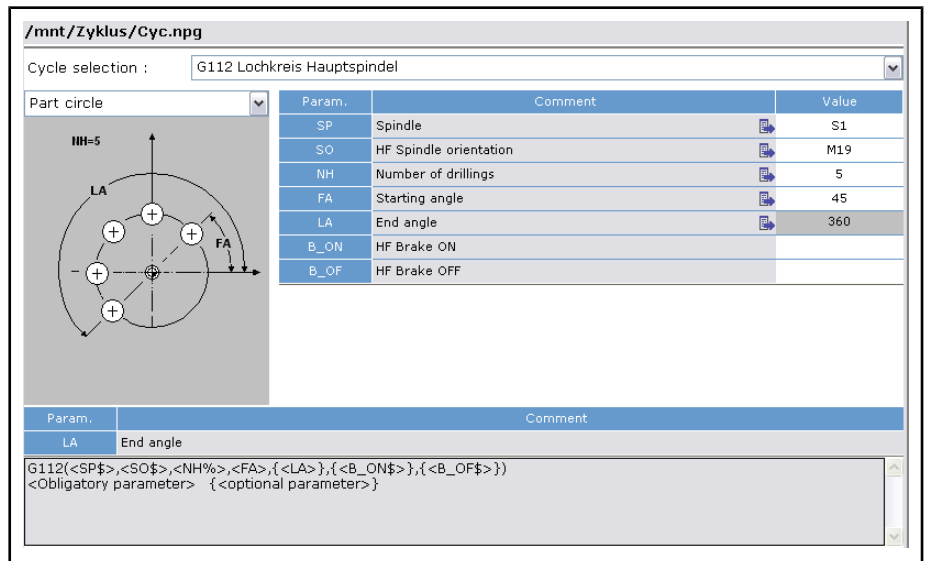 /mnt/Zyklus/Cyc.npg
Cycle selection : G112 Lochkreis Hauptspindel
Part circle
NH=5
LA
FA
Param. Comment Value
SP Spindle S1
SO HF Spindle orientation M19
NH Number of drillings 5
FA Starting angle 45
LA End angle 360
B_ON HF Brake ON
B_OF HF Brake OFF
Param. Comment
LA End angle
G112(<SP$>,<SO$>,<NH%>,<FA>,{<LA>},{<B_ON$>},{<B_OF$>})
<Obligatory parameter> {<optional parameter>}